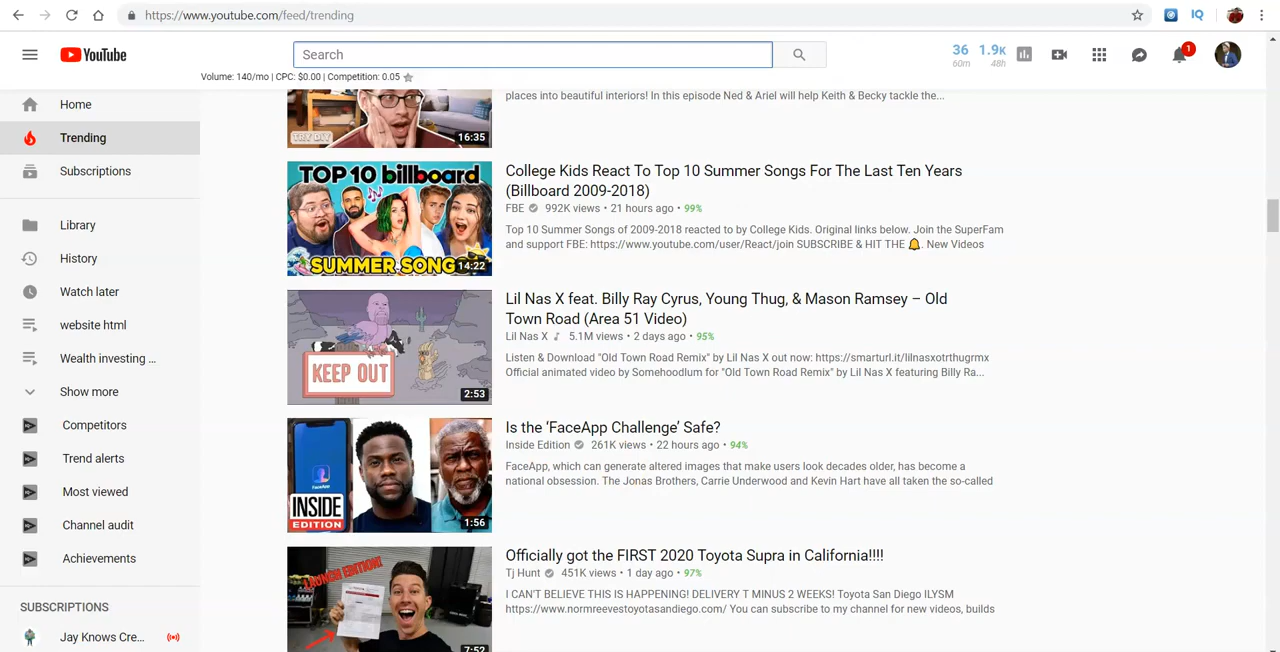 https://www.youtube.com/feed/trending
YouTube
Search
36
60m
1.9K
48h
1
Volume: 140/mo | CPC: $0.00 | Competition: 0.05
Home
Trending
Subscriptions
Library
History
Watch later
website html
Wealth investing ...
Show more
Competitors
Trend alerts
Most viewed
Channel audit
Achievements
SUBSCRIPTIONS
Jay Knows Cre...
IQ
TRY DIY
16:35
places into beautiful interiors! In this episode Ned & Ariel will help Keith & Becky tackle the...
TOP 10 billboard
SUMMER SONGS
14:22
College Kids React To Top 10 Summer Songs For The Last Ten Years
(Billboard 2009-2018)
FBE 992K views • 21 hours ago • 99%
Top 10 Summer Songs of 2009-2018 reacted to by College Kids. Original links below. Join the SuperFam
and support FBE: https://www.youtube.com/user/React/join SUBSCRIBE & HIT THE 🔔. New Videos
KEEP OUT
2:53
Lil Nas X feat. Billy Ray Cyrus, Young Thug, & Mason Ramsey – Old
Town Road (Area 51 Video)
Lil Nas X 5.1M views • 2 days ago • 95%
Listen & Download "Old Town Road Remix" by Lil Nas X out now: https://smarturl.it/lilnasxotrthugrmx
Official animated video by Somehoodlum for "Old Town Road Remix" by Lil Nas X featuring Billy Ra...
FaceApp
INSIDE
EDITION
1:56
Is the ‘FaceApp Challenge’ Safe?
Inside Edition 261K views • 22 hours ago • 94%
FaceApp, which can generate altered images that make users look decades older, has become a
national obsession. The Jonas Brothers, Carrie Underwood and Kevin Hart have all taken the so-called
LAUNCH EDITION!
7:52
Officially got the FIRST 2020 Toyota Supra in California!!!!
Tj Hunt 451K views • 1 day ago • 97%
I CAN'T BELIEVE THIS IS HAPPENING! DELIVERY T MINUS 2 WEEKS! Toyota San Diego ILYSM
https://www.normreevestoyotasandiego.com/ You can subscribe to my channel for new videos, builds